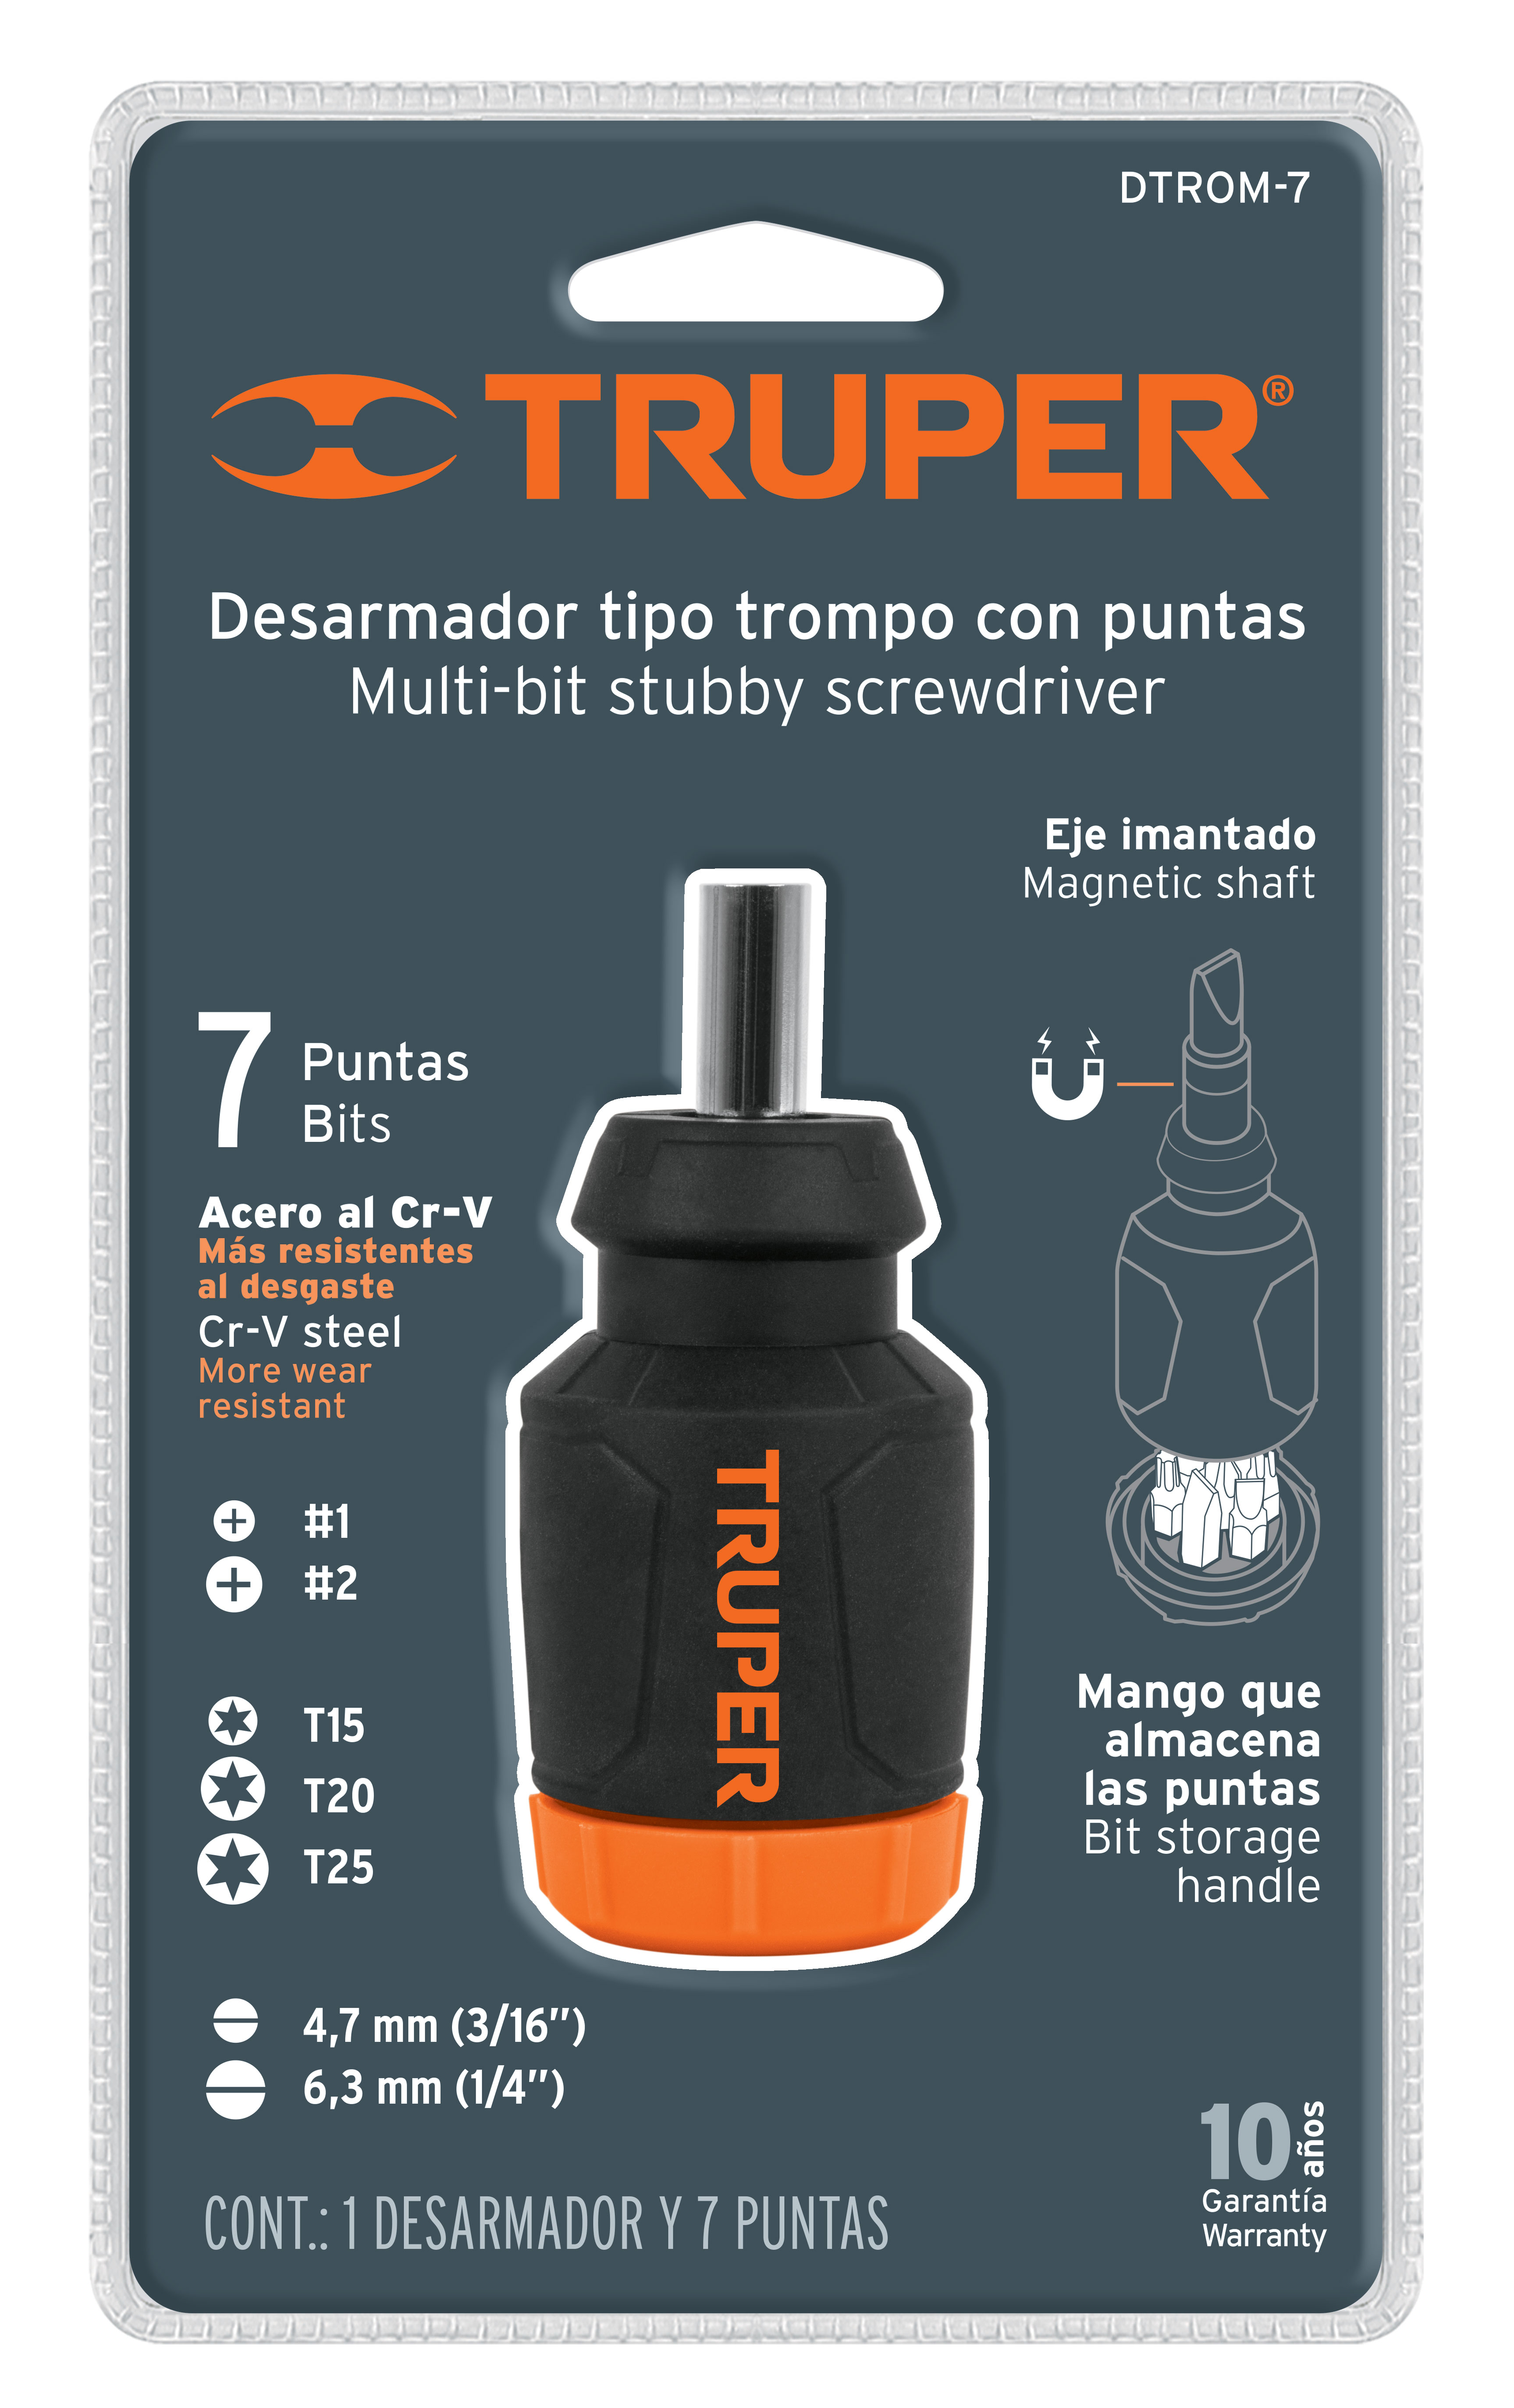 DTROM-7
TRUPER®
Desarmador tipo trompo con puntas
Multi-bit stubby screwdriver
Eje imantado
Magnetic shaft
7 Puntas
Bits
Acero al Cr-V
Más resistentes
al desgaste
Cr-V steel
More wear
resistant
#1
#2
T15
T20
T25
4,7 mm (3/16")
6,3 mm (1/4")
TRUPER
Mango que
almacena
las puntas
Bit storage
handle
10 años
Garantía
Warranty
CONT.: 1 DESARMADOR Y 7 PUNTAS